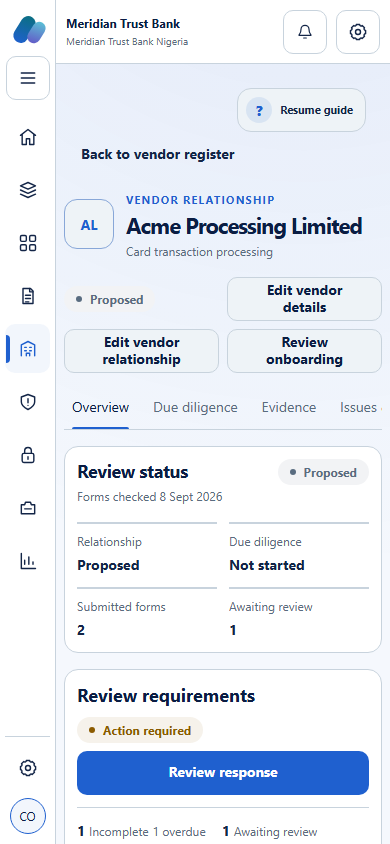 Meridian Trust Bank
Meridian Trust Bank Nigeria
? Resume guide
Back to vendor register
AL
VENDOR RELATIONSHIP
Acme Processing Limited
Card transaction processing
Proposed
Edit vendor
details
Edit vendor
relationship
Review
onboarding
Overview Due diligence Evidence Issues
Review status
Proposed
Forms checked 8 Sept 2026
Relationship
Proposed
Due diligence
Not started
Submitted forms
2
Awaiting review
1
Review requirements
Action required
Review response
1 Incomplete 1 overdue 1 Awaiting review
CO